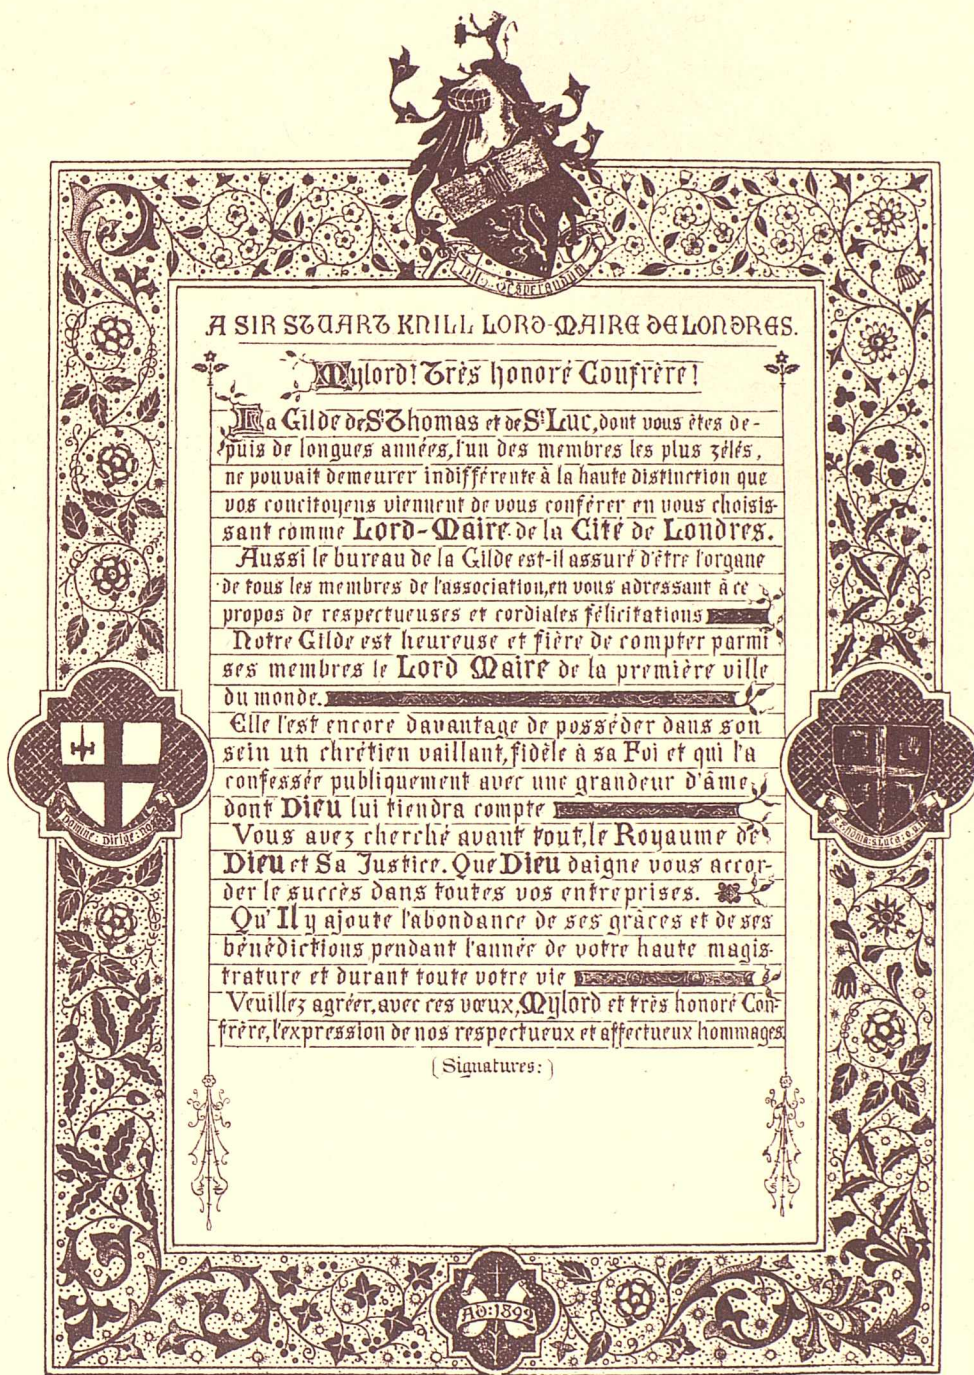 Nil Desperandum
A SIR STUART KNILL LORD-MAIRE DE LONDRES.
Mylord! Très honoré Confrère!
La Gilde de St Thomas et de St Luc, dont vous êtes de-
puis de longues années, l'un des membres les plus zélés,
ne pouvait demeurer indifférente à la haute distinction que
vos concitoyens viennent de vous conférer en vous choisis-
sant comme Lord-Maire de la Cité de Londres.
Aussi le bureau de la Gilde est-il assuré d'être l'organe
de tous les membres de l'association, en vous adressant à ce
propos de respectueuses et cordiales félicitations
Notre Gilde est heureuse et fière de compter parmi
ses membres le Lord Maire de la première ville
du monde.
Elle l'est encore davantage de posséder dans son
sein un chrétien vaillant, fidèle à sa Foi et qui l'a
confessée publiquement avec une grandeur d'âme,
dont Dieu lui tiendra compte
Vous avez cherché avant tout, le Royaume de
Dieu et Sa Justice. Que Dieu daigne vous accor-
der le succès dans toutes vos entreprises.
Qu'Il y ajoute l'abondance de ses grâces et de ses
bénédictions pendant l'année de votre haute magis-
trature et durant toute votre vie
Veuillez agréer, avec ces vœux, Mylord et très honoré Con-
frère, l'expression de nos respectueux et affectueux hommages.
(Signatures:)
Domine: Dirige: nos
AD: 1892